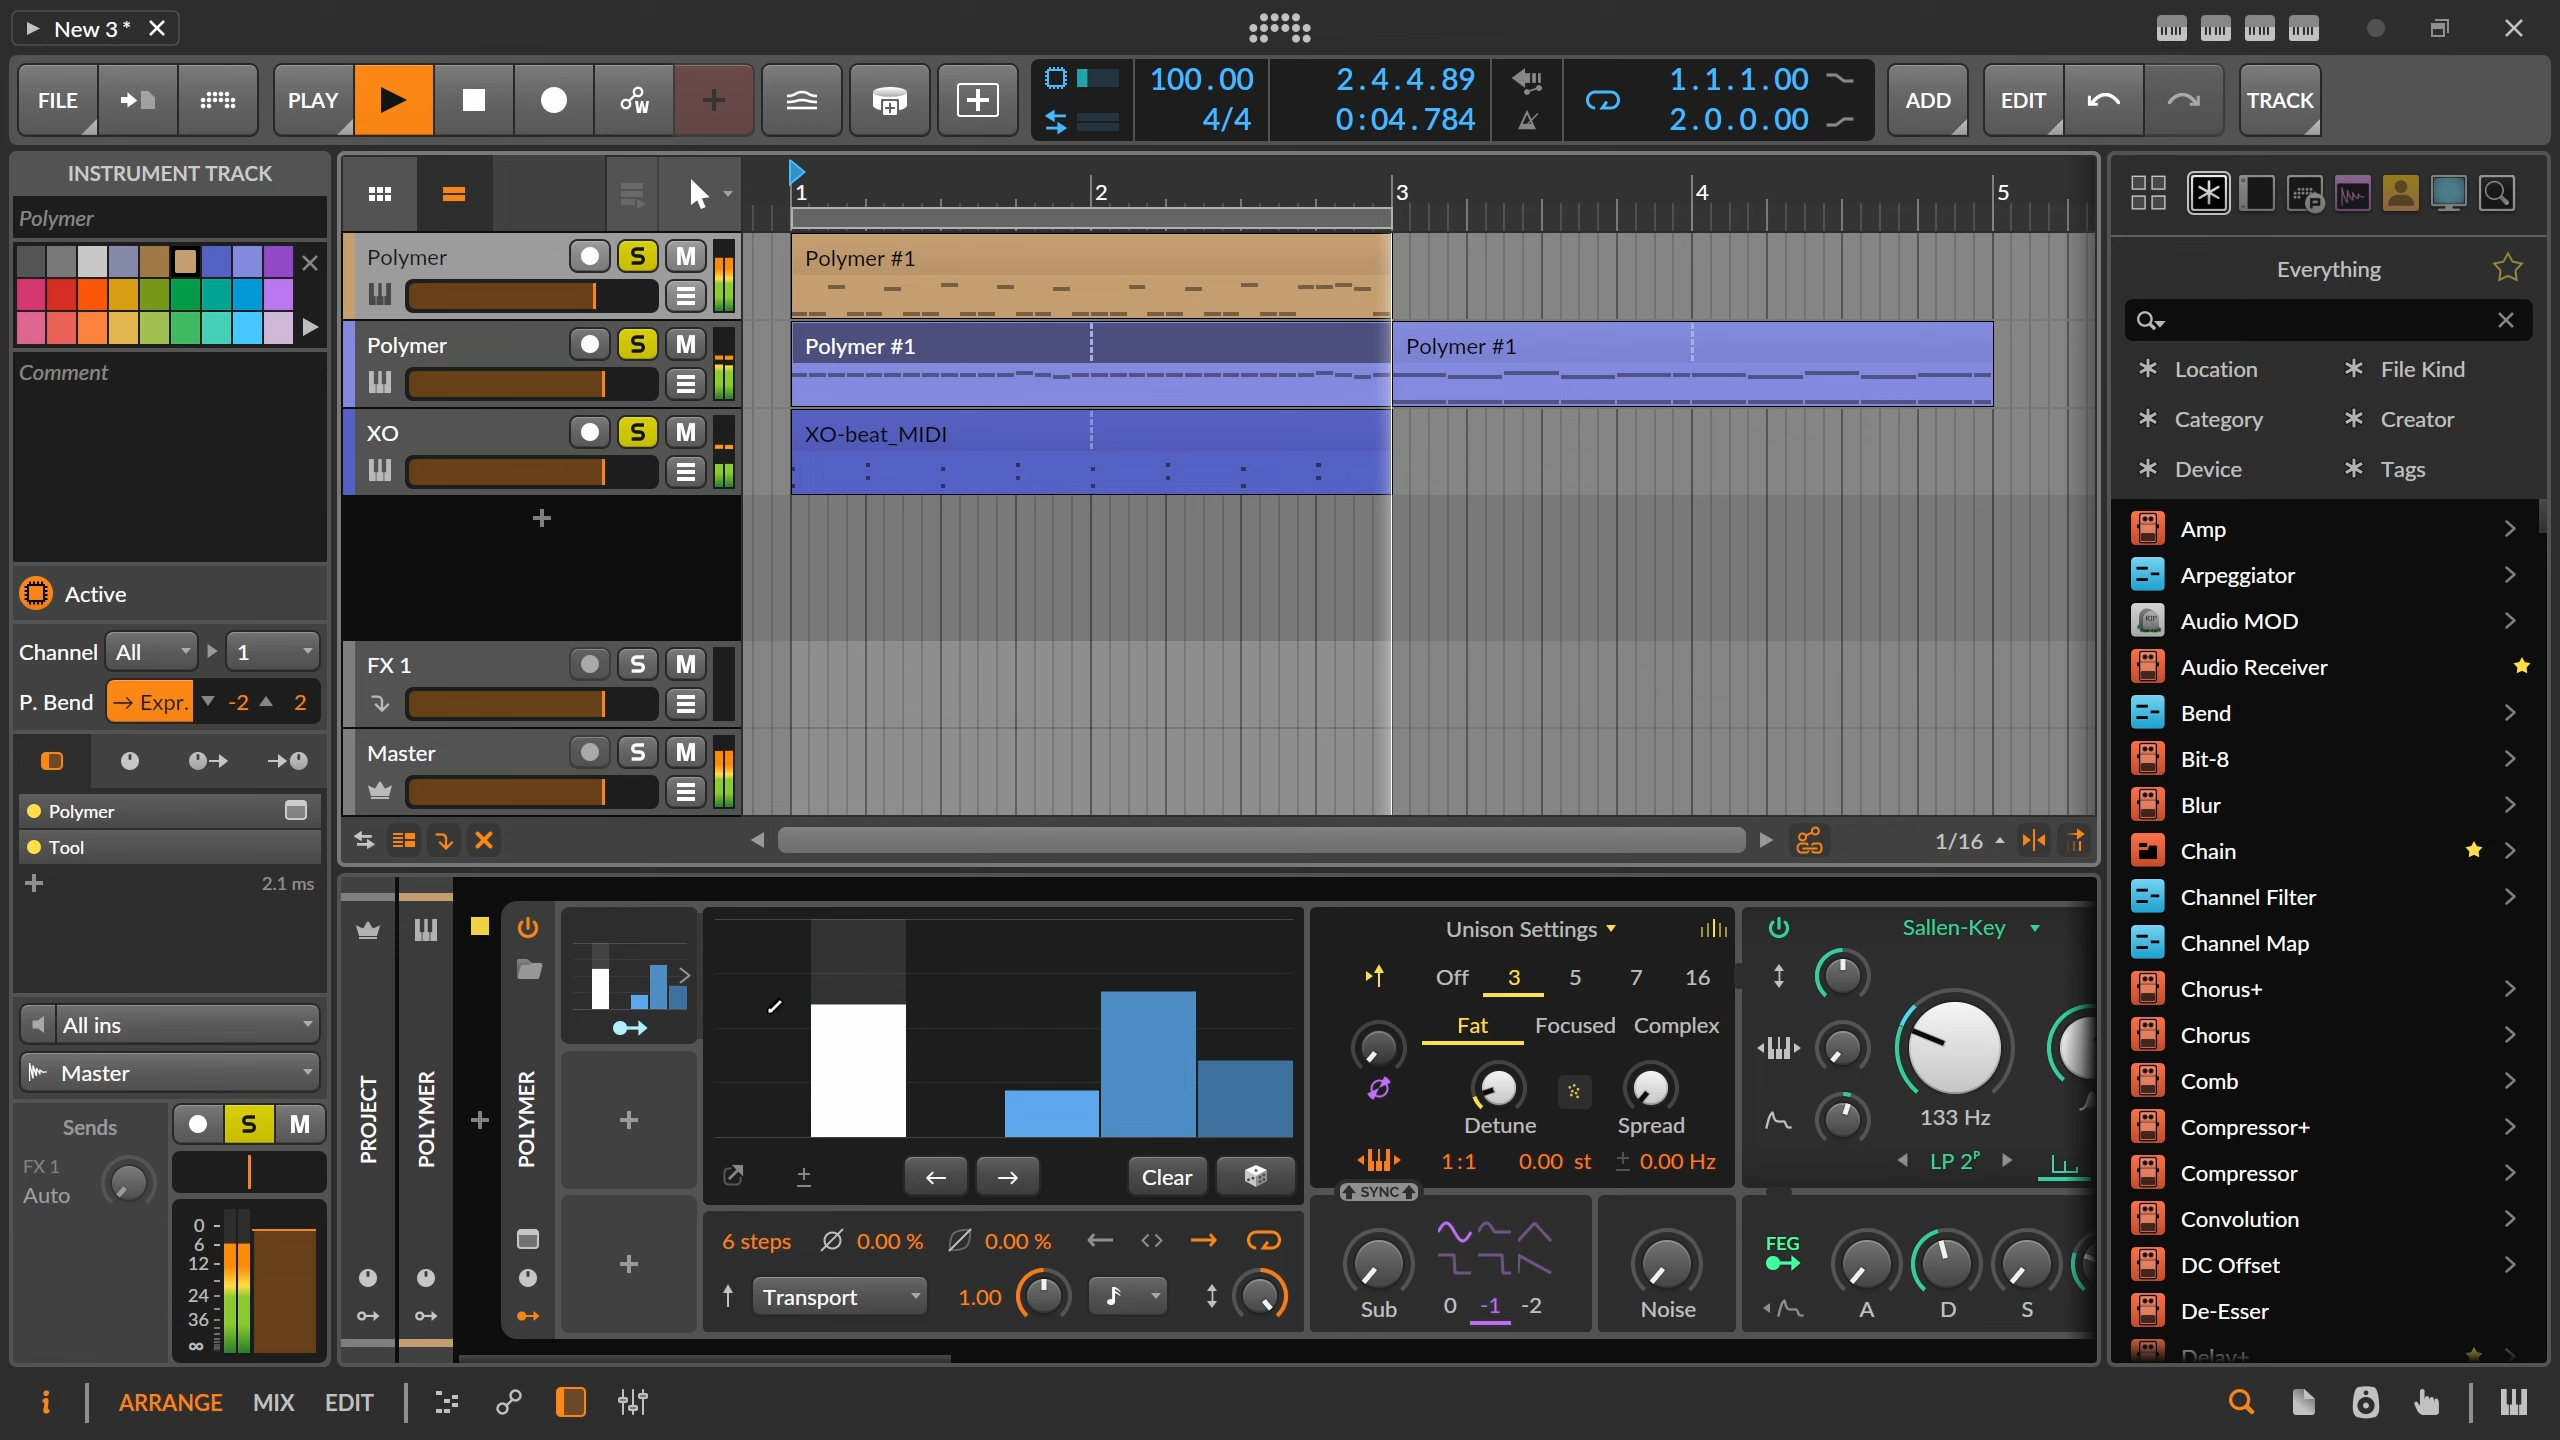 New 3 *
FILE
PLAY
W
100.00
4/4
2.4.4.89
0:04.784
1.1.1.00
2.0.0.00
ADD
EDIT
TRACK
INSTRUMENT TRACK
Polymer
Comment
Active
Channel All 1
P. Bend Expr. -2 2
Polymer
Tool
2.1 ms
All ins
Master
Sends
S M
FX 1
Auto
0
6
12
24
36
∞
1 2 3 4 5
Polymer S M
Polymer #1
Polymer S M
Polymer #1
Polymer #1
XO S M
XO-beat_MIDI
FX 1 S M
Master S M
1/16
PROJECT
POLYMER
POLYMER
Clear
6 steps 0.00 % 0.00 %
Transport 1.00
Unison Settings
Off 3 5 7 16
Fat Focused Complex
Detune Spread
1:1 0.00 st 0.00 Hz
SYNC
Sub
0 -1 -2
Noise
Sallen-Key
133 Hz
LP 2P
FEG
A D S
Everything
Location File Kind
Category Creator
Device Tags
Amp
Arpeggiator
Audio MOD
Audio Receiver
Bend
Bit-8
Blur
Chain
Channel Filter
Channel Map
Chorus+
Chorus
Comb
Compressor+
Compressor
Convolution
DC Offset
De-Esser
Delay+
ARRANGE MIX EDIT